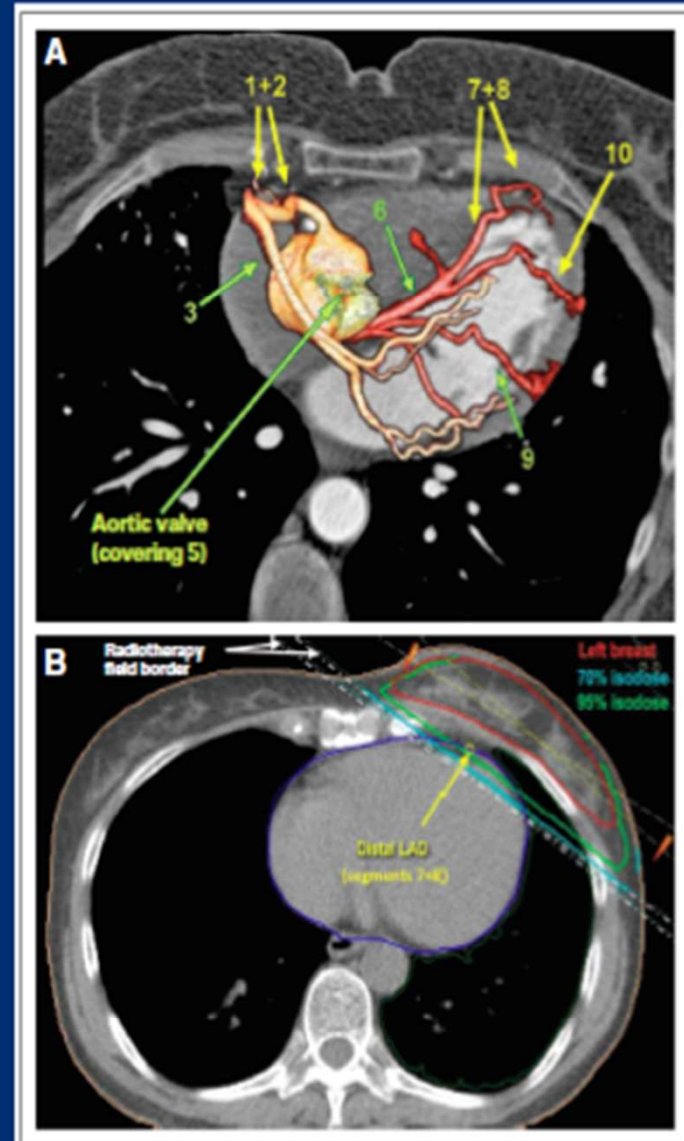 A
1+2
7+8
10
6
3
9
Aortic valve
(covering 5)
B
Radiotherapy
field border
Left breast
70% isodose
95% isodose
Distal LAD
(segments 7+8)